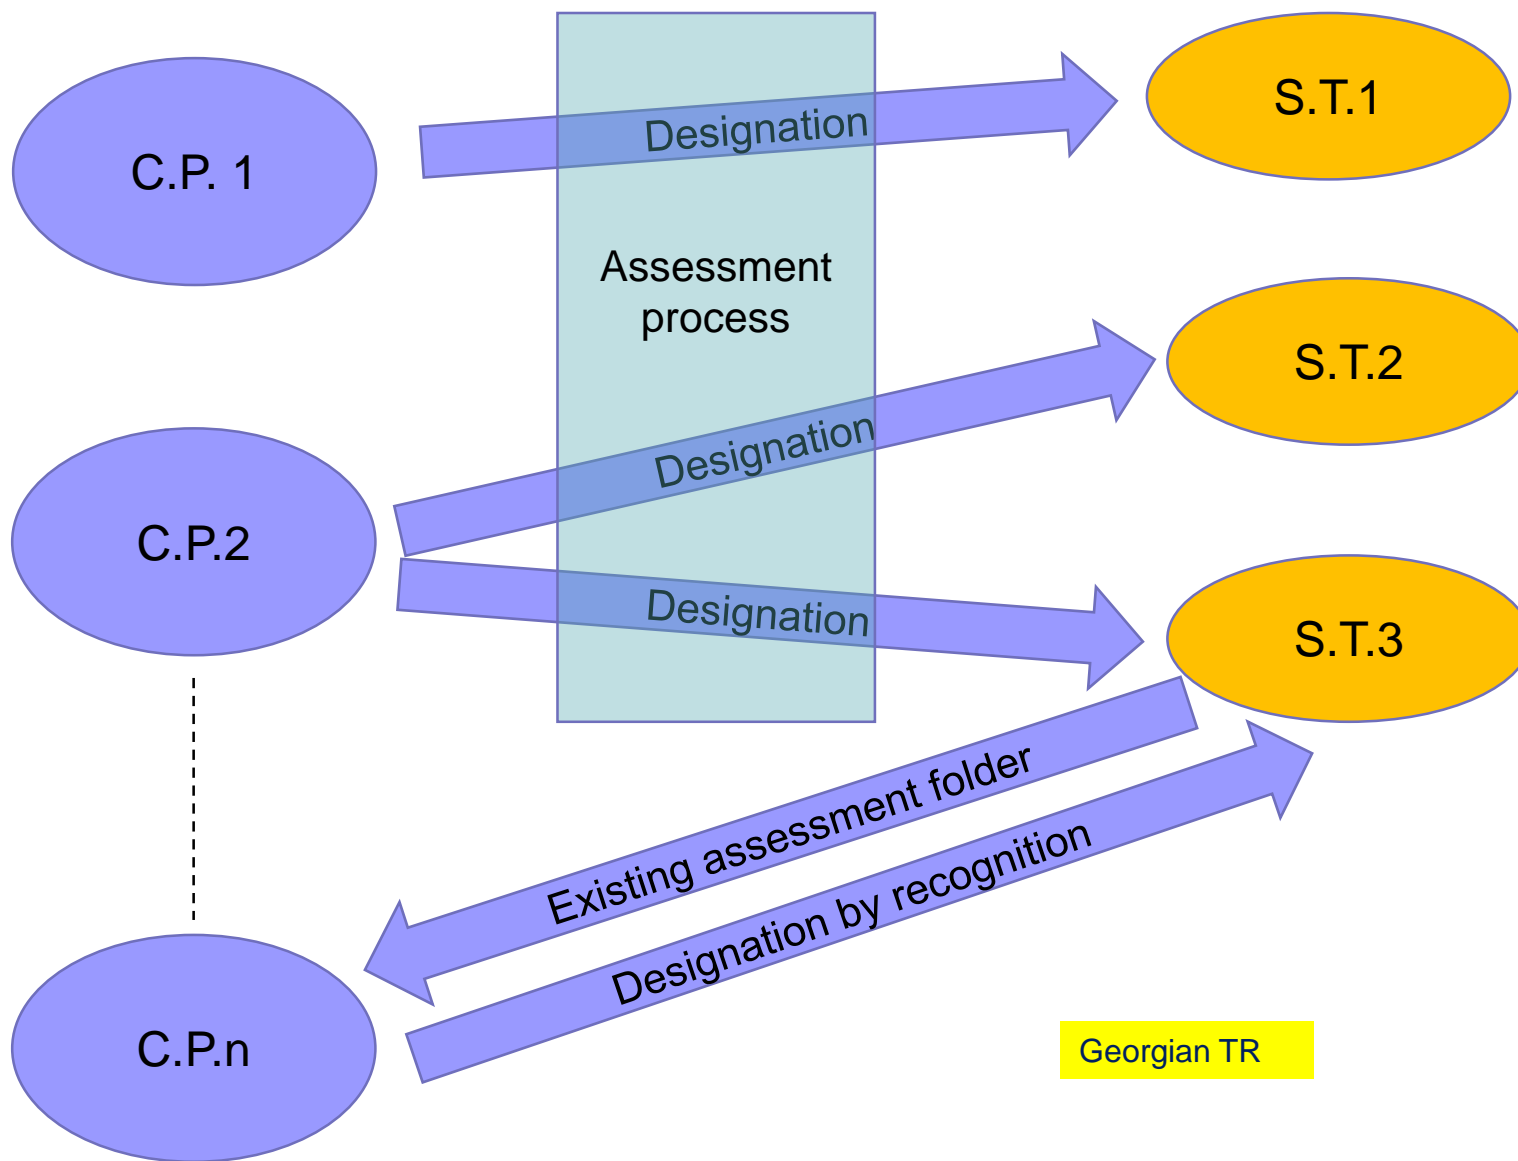 C.P. 1
Designation
S.T.1
Assessment
process
S.T.2
Designation
C.P.2
Designation
S.T.3
Existing assessment folder
Designation by recognition
C.P.n
Georgian TR